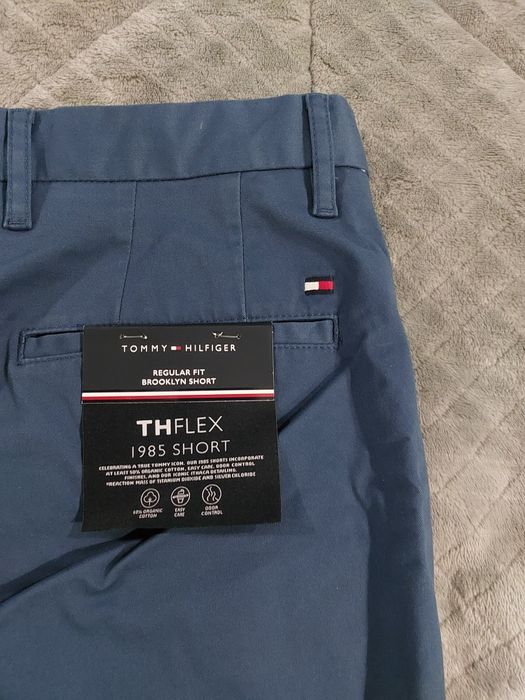 TOMMY HILFIGER
REGULAR FIT
BROOKLYN SHORT
THFLEX
1985 SHORT
CELEBRATING A TRUE TOMMY ICON. OUR 1985 SHORTS INCORPORATE
AT LEAST 50% ORGANIC COTTON, EASY CARE, ODOR CONTROL
FINISHES, AND OUR ICONIC ITHACA DETAILING.
*REACTION MASS OF TITANIUM DIOXIDE AND SILVER CHLORIDE
ORGANIC
COTTON
EASY
CARE
ODOR
CONTROL